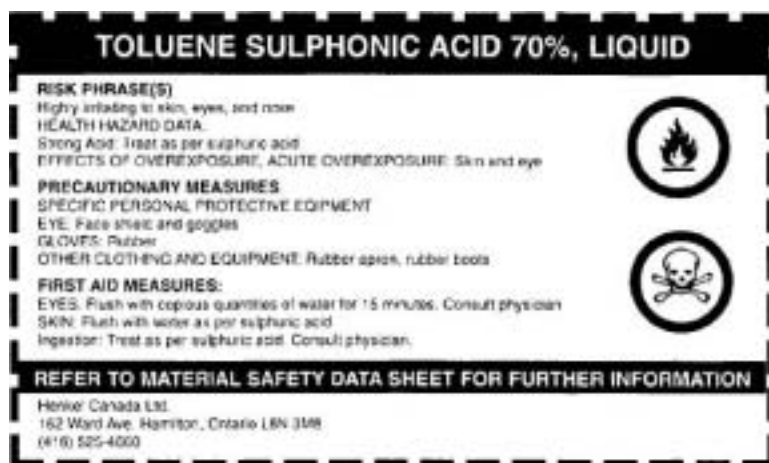 TOLUENE SULPHONIC ACID 70%, LIQUID
RISK PHRASE(S)
Highly irritating to skin, eyes, and nose
HEALTH HAZARD DATA:
Strong Acid: Treat as per sulphuric acid
EFFECTS OF OVEREXPOSURE, ACUTE OVEREXPOSURE: Skin and eye
PRECAUTIONARY MEASURES
SPECIFIC PERSONAL PROTECTIVE EQIPMENT
EYE: Face shield and goggles
GLOVES: Rubber
OTHER CLOTHING AND EQUIPMENT: Rubber apron, rubber boots
FIRST AID MEASURES:
EYES: Flush with copious quantities of water for 15 minutes. Consult physician
SKIN: Flush with water as per sulphuric acid
Ingestion: Treat as per sulphuric acid. Consult physician.
REFER TO MATERIAL SAFETY DATA SHEET FOR FURTHER INFORMATION
Henkel Canada Ltd.
162 Ward Ave. Hamilton, Ontario
(416)